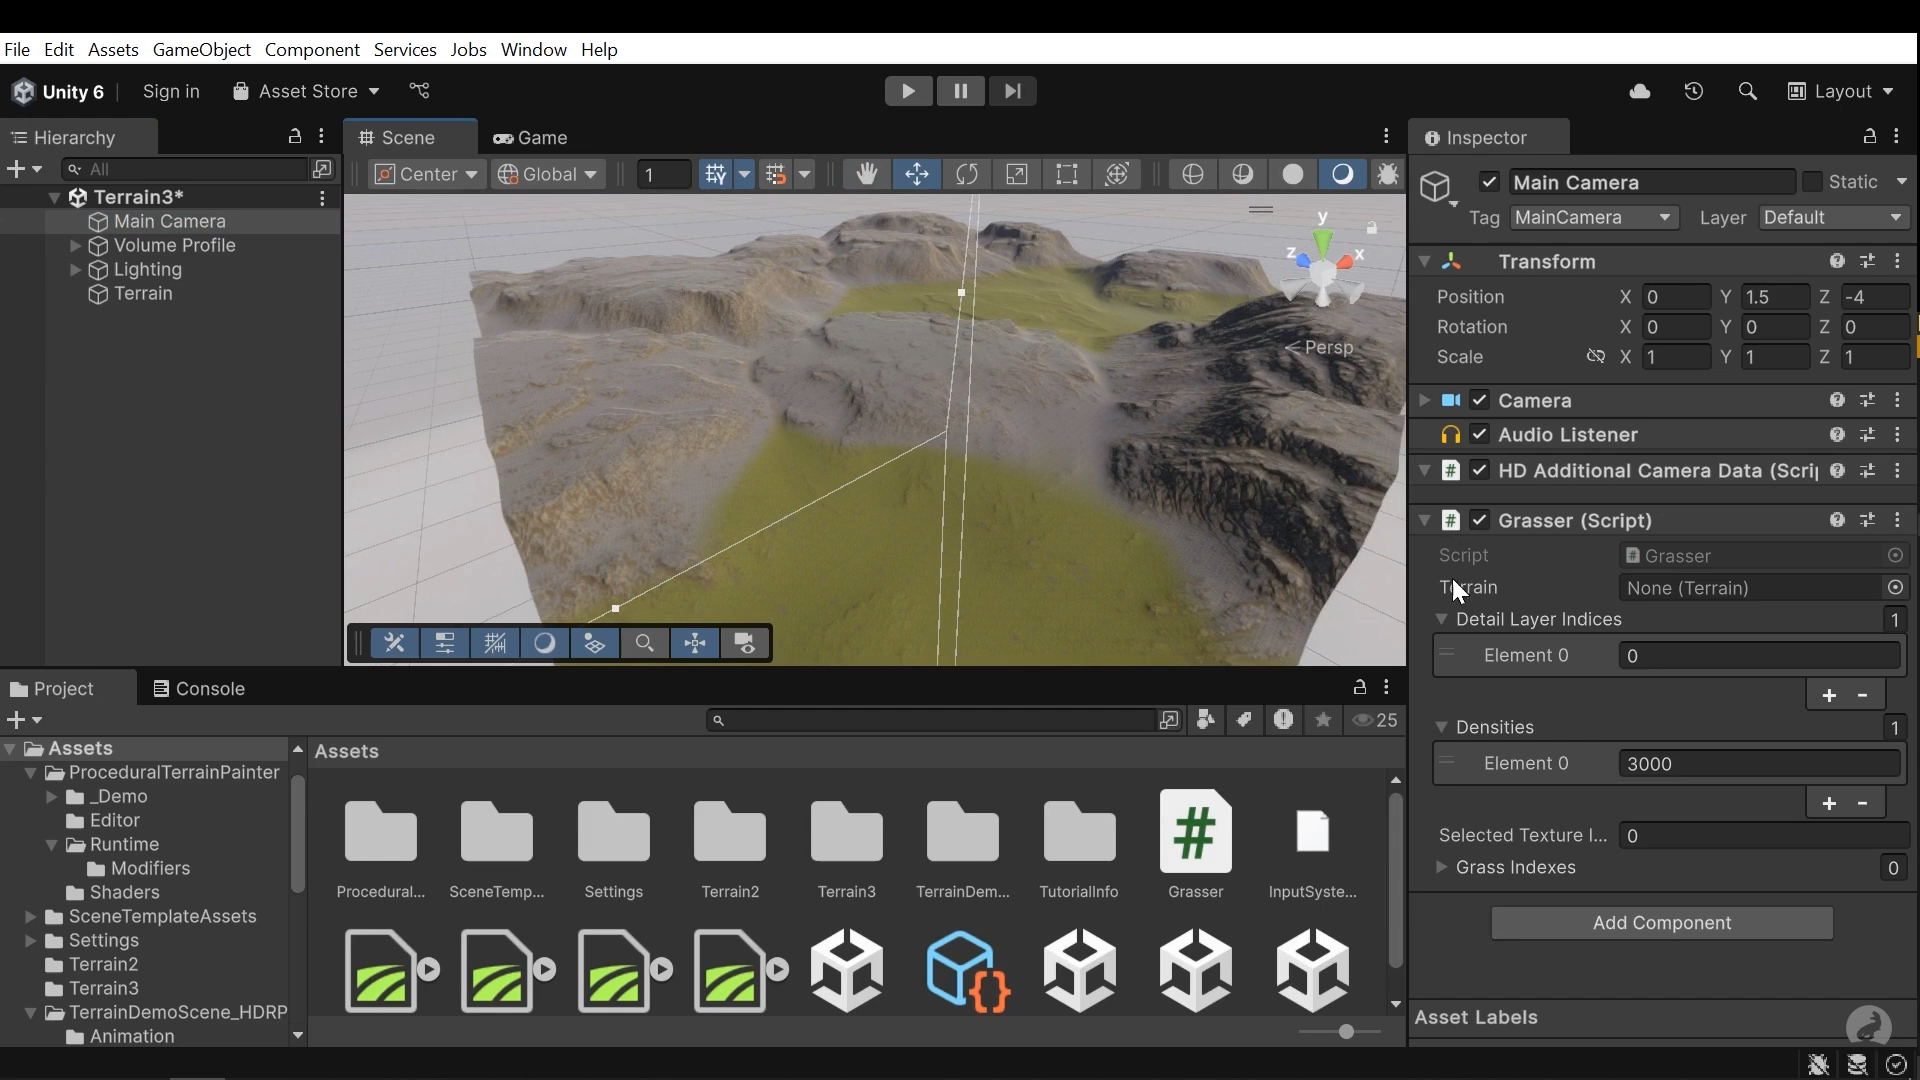 File Edit Assets GameObject Component Services Jobs Window Help
Unity 6 Sign in Asset Store Layout
Hierarchy
All
Terrain3*
Main Camera
Volume Profile
Lighting
Terrain
Scene Game
Center Global 1
y
z x
Persp
Inspector
Main Camera Static
Tag MainCamera Layer Default
Transform
Position X 0 Y 1.5 Z -4
Rotation X 0 Y 0 Z 0
Scale X 1 Y 1 Z 1
Camera
Audio Listener
# HD Additional Camera Data (Scrip
# Grasser (Script)
Script # Grasser
Terrain None (Terrain)
Detail Layer Indices 1
Element 0 0
+ -
Densities 1
Element 0 3000
+ -
Selected Texture I... 0
Grass Indexes 0
Add Component
Asset Labels
Project Console
25
Assets
ProceduralTerrainPainter
_Demo
Editor
Runtime
Modifiers
Shaders
SceneTemplateAssets
Settings
Terrain2
Terrain3
TerrainDemoScene_HDRP
Animation
Assets
#
Procedural... SceneTemp... Settings Terrain2 Terrain3 TerrainDem... TutorialInfo Grasser InputSyste...
{}